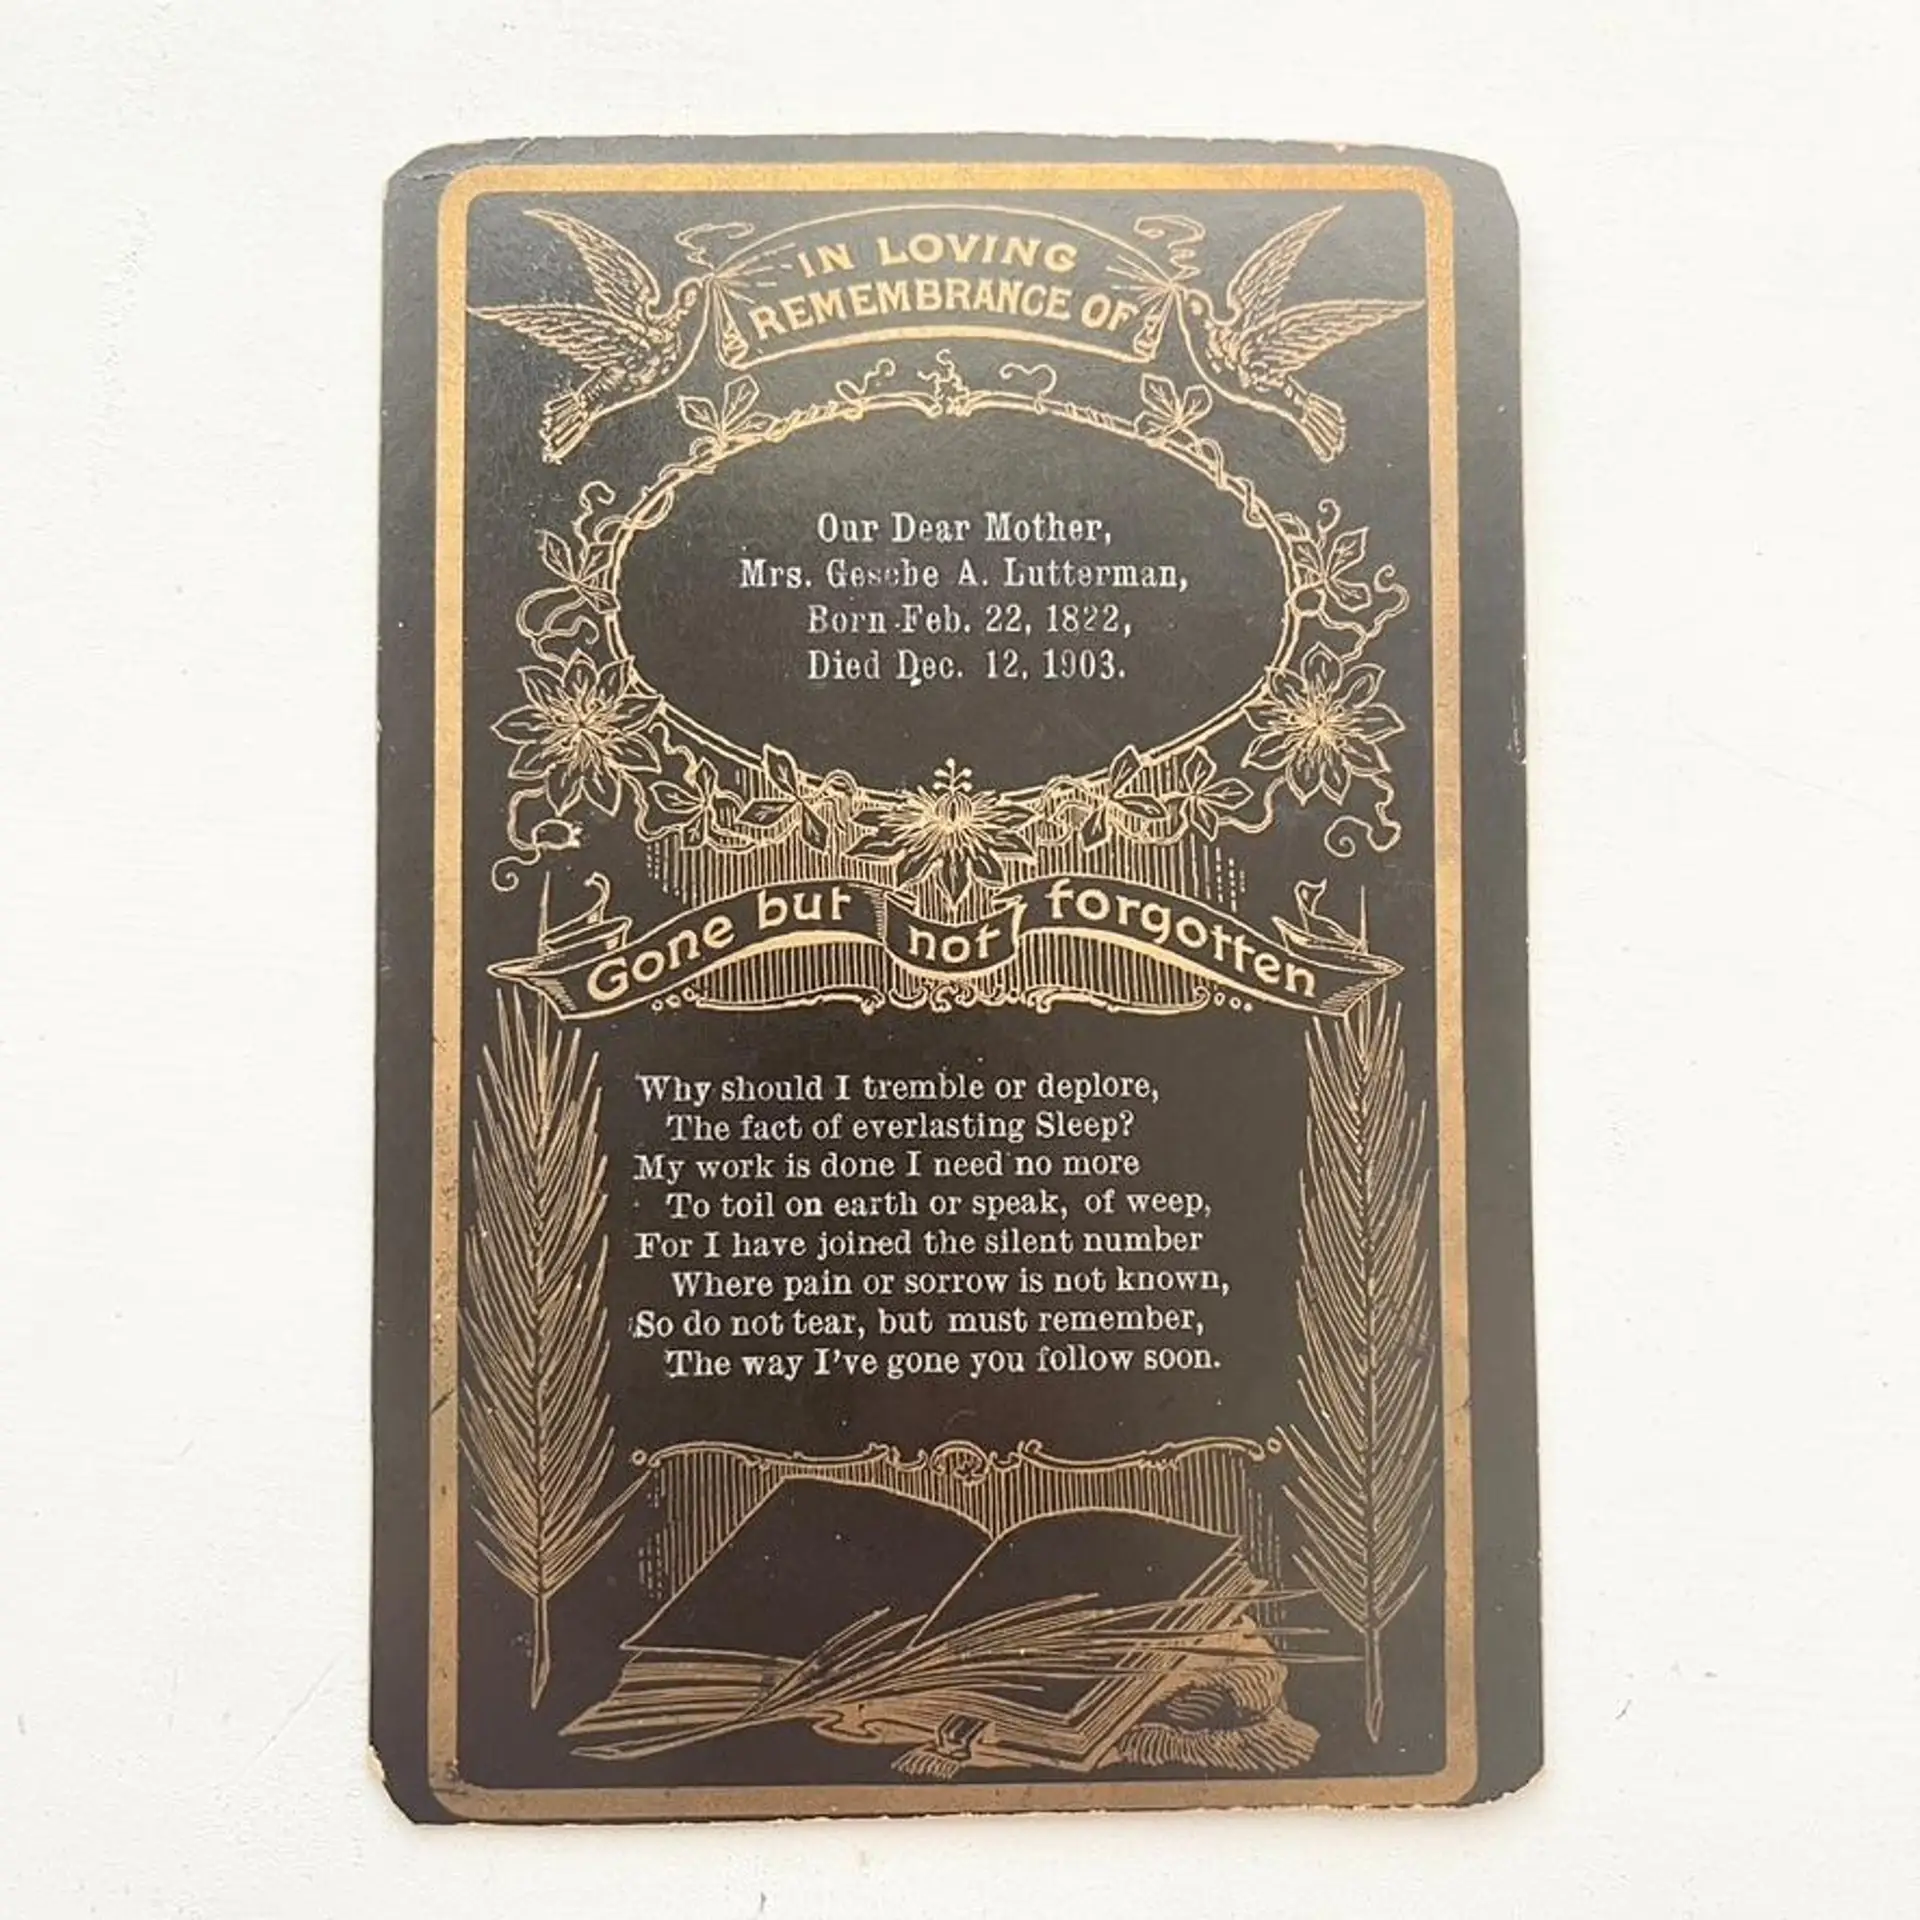 IN LOVING
REMEMBRANCE OF
Our Dear Mother,
Mrs. Gesche A. Lutterman,
Born Feb. 22, 1822,
Died Dec. 12, 1903.
Gone but not forgotten
Why should I tremble or deplore,
The fact of everlasting Sleep?
My work is done I need no more
To toil on earth or speak, of weep,
For I have joined the silent number
Where pain or sorrow is not known,
So do not tear, but must remember,
The way I've gone you follow soon.